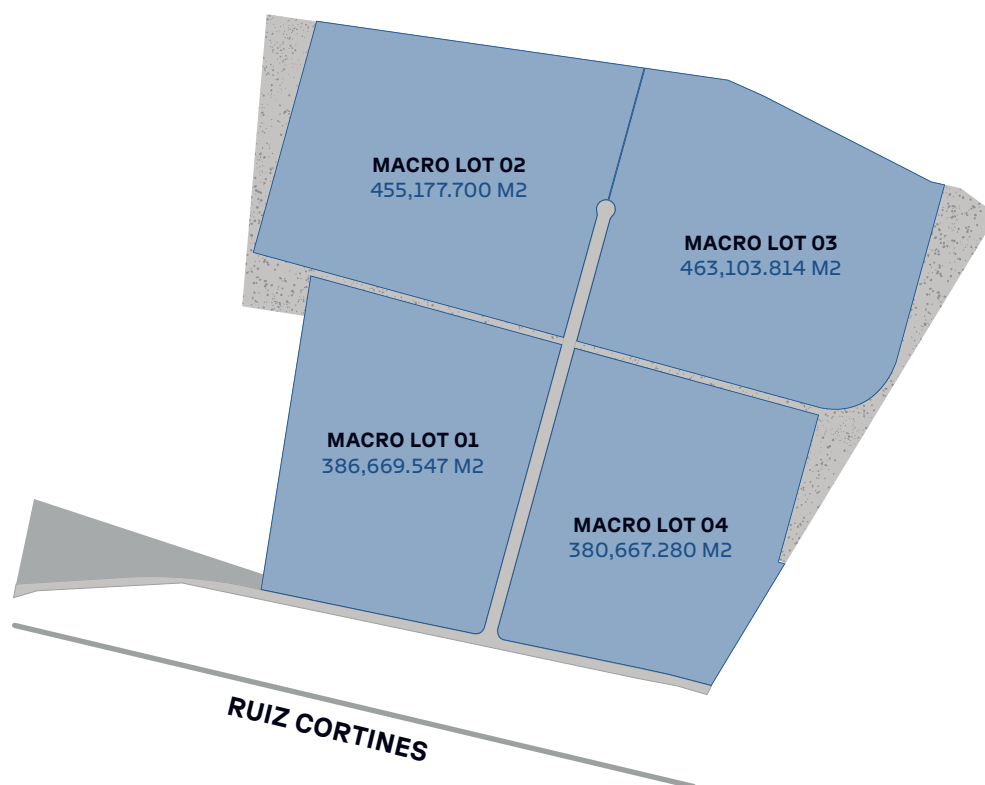 MACRO LOT 02
455,177.700 M2
MACRO LOT 03
463,103.814 M2
MACRO LOT 01
386,669.547 M2
MACRO LOT 04
380,667.280 M2
RUIZ CORTINES